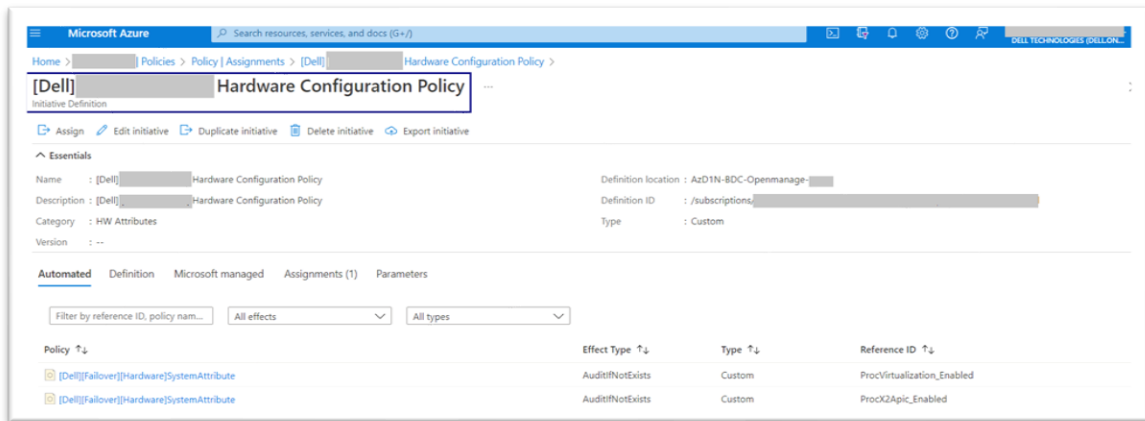 Microsoft Azure Search resources, services, and docs (G+/)
DELL TECHNOLOGIES (DELL.ON...
Home > | Policies > Policy | Assignments > [Dell] Hardware Configuration Policy >
[Dell] Hardware Configuration Policy ...
Initiative Definition
Assign Edit initiative Duplicate initiative Delete initiative Export initiative
Essentials
Name : [Dell] Hardware Configuration Policy Definition location : AzD1N-BDC-Openmanage-
Description : [Dell] Hardware Configuration Policy Definition ID : /subscriptions/
Category : HW Attributes Type : Custom
Version : --
Automated Definition Microsoft managed Assignments (1) Parameters
Filter by reference ID, policy nam... All effects All types
Policy Effect Type Type Reference ID
[Dell][Failover][Hardware]SystemAttribute AuditIfNotExists Custom ProcVirtualization_Enabled
[Dell][Failover][Hardware]SystemAttribute AuditIfNotExists Custom ProcX2Apic_Enabled